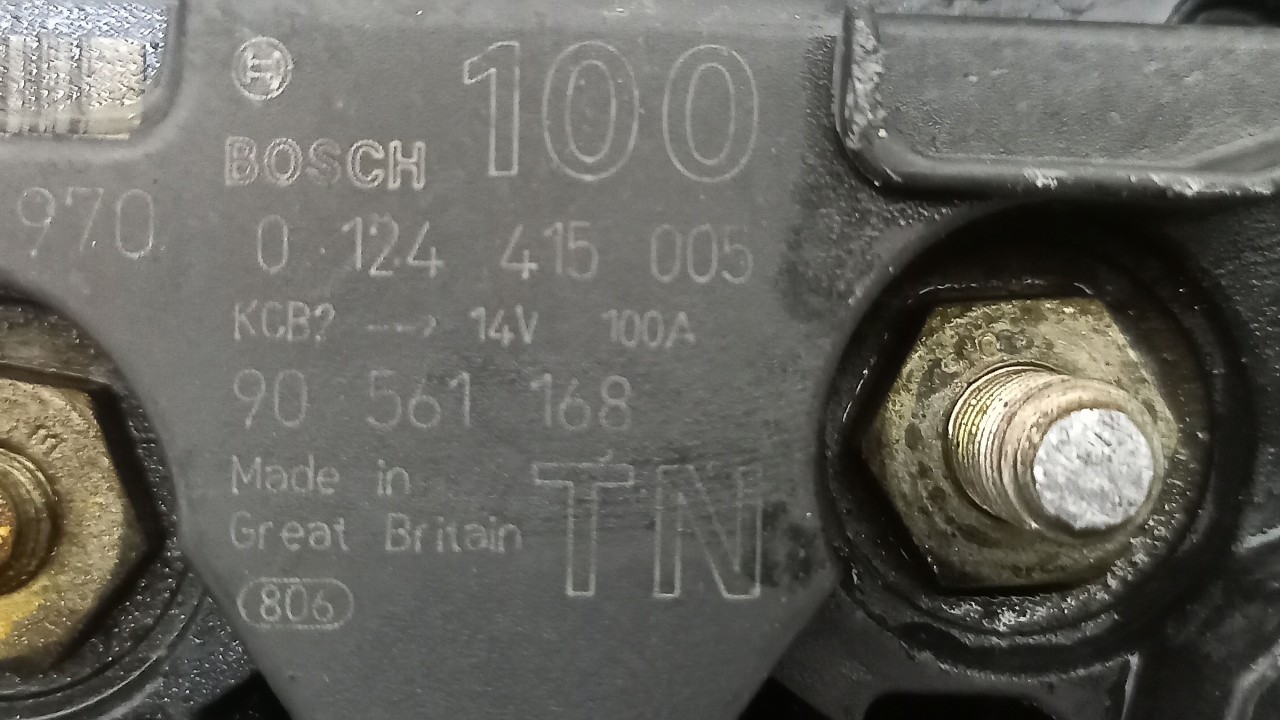 100
BOSCH
970
0 124 415 005
KCB? --→ 14V 100A
90 561 168
Made in
Great Britain
TN
806